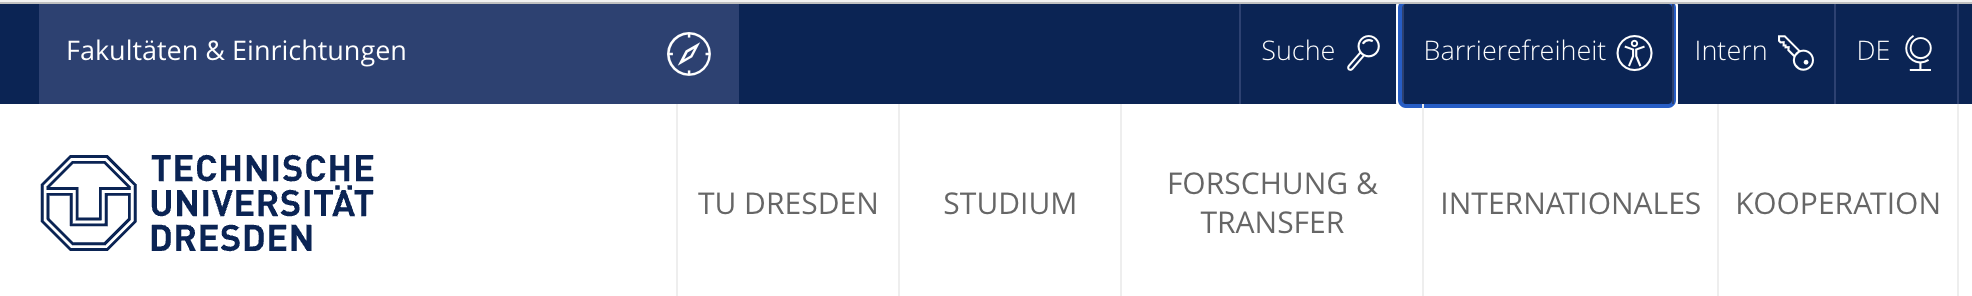 Fakultäten & Einrichtungen
Suche
Barrierefreiheit
Intern
DE
TECHNISCHE
UNIVERSITÄT
DRESDEN
TU DRESDEN
STUDIUM
FORSCHUNG &
TRANSFER
INTERNATIONALES
KOOPERATION